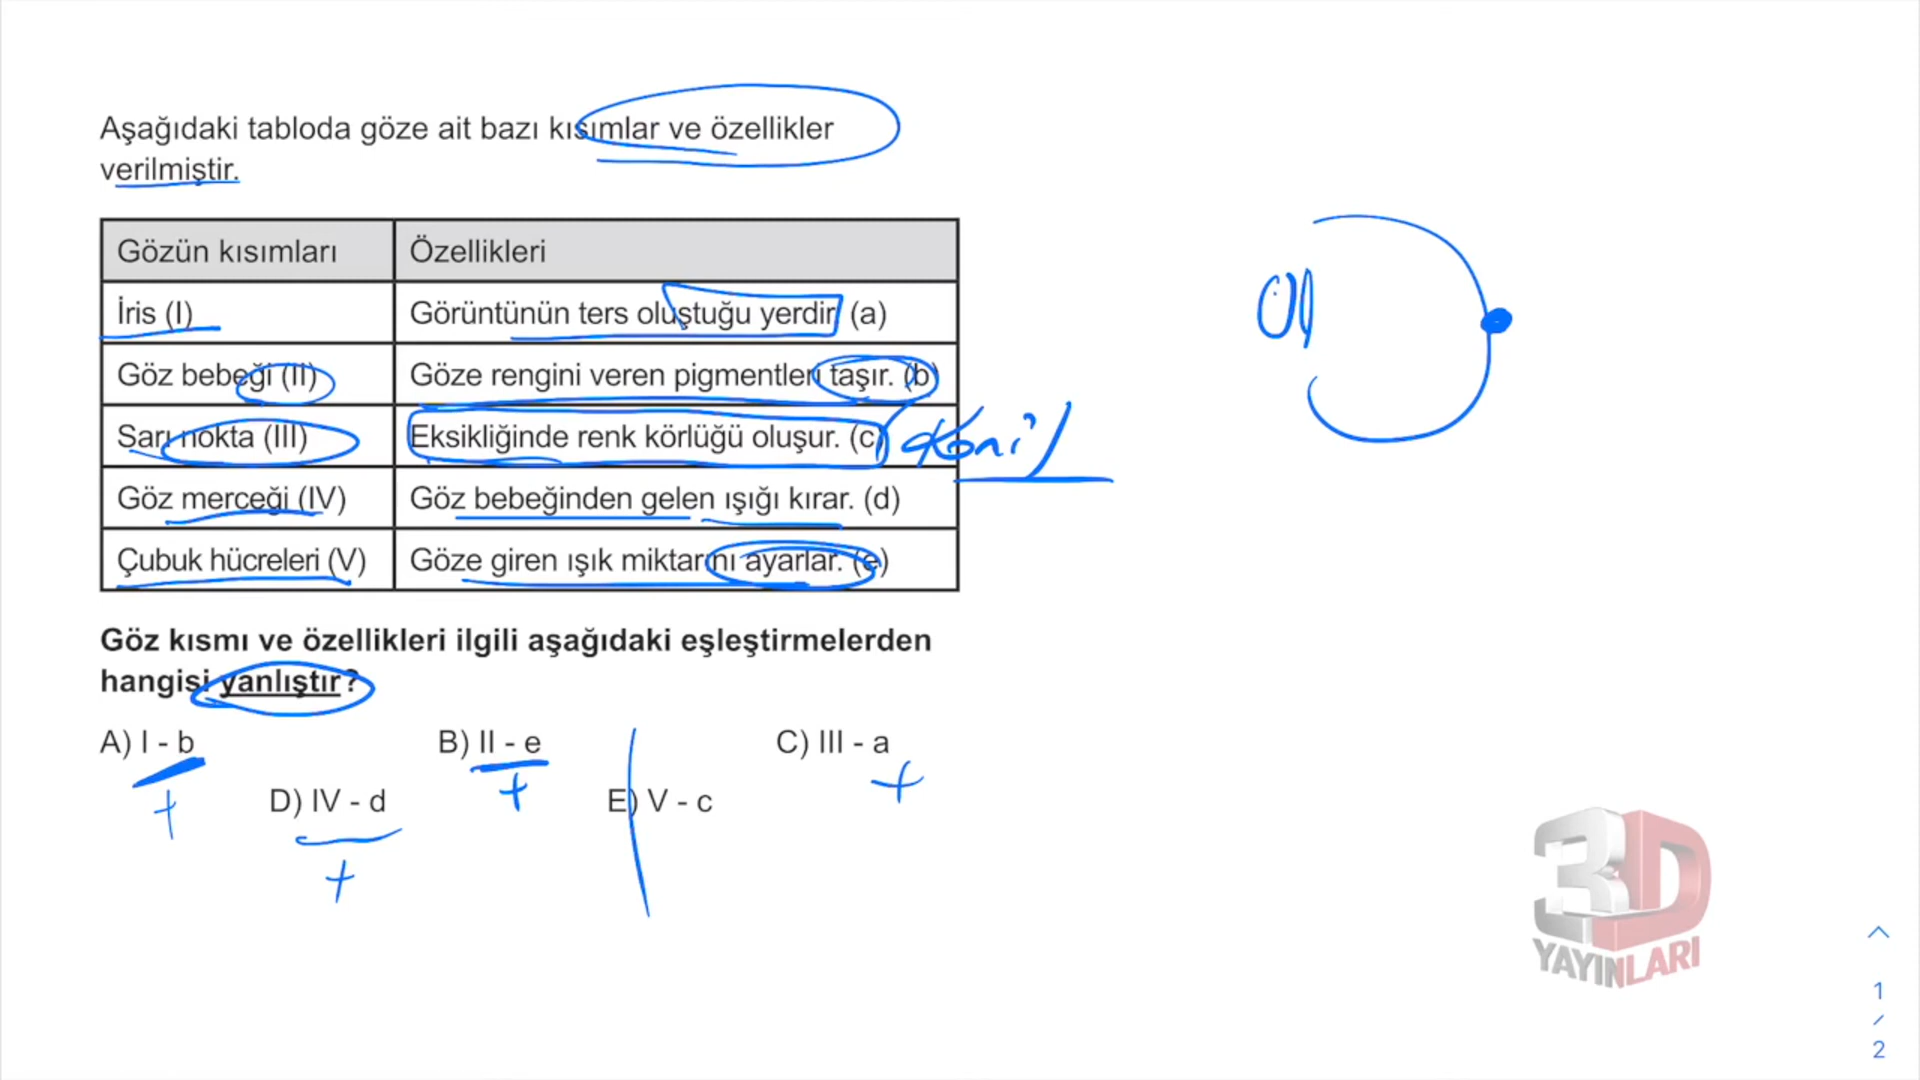 Aşağıdaki tabloda göze ait bazı kısımlar ve özellikler
verilmiştir.
Gözün kısımları Özellikleri
İris (I) Görüntünün ters oluştuğu yerdir. (a)
Göz bebeği (II) Göze rengini veren pigmentleri taşır. (b)
Sarı nokta (III) Eksikliğinde renk körlüğü oluşur. (c)
Göz merceği (IV) Göz bebeğinden gelen ışığı kırar. (d)
Çubuk hücreleri (V) Göze giren ışık miktarını ayarlar. (e)
Göz kısmı ve özellikleri ilgili aşağıdaki eşleştirmelerden
hangisi yanlıştır?
A) I - b B) II - e C) III - a
+ + +
D) IV - d E) V - c
+
3D
YAYINLARI
1
/
2